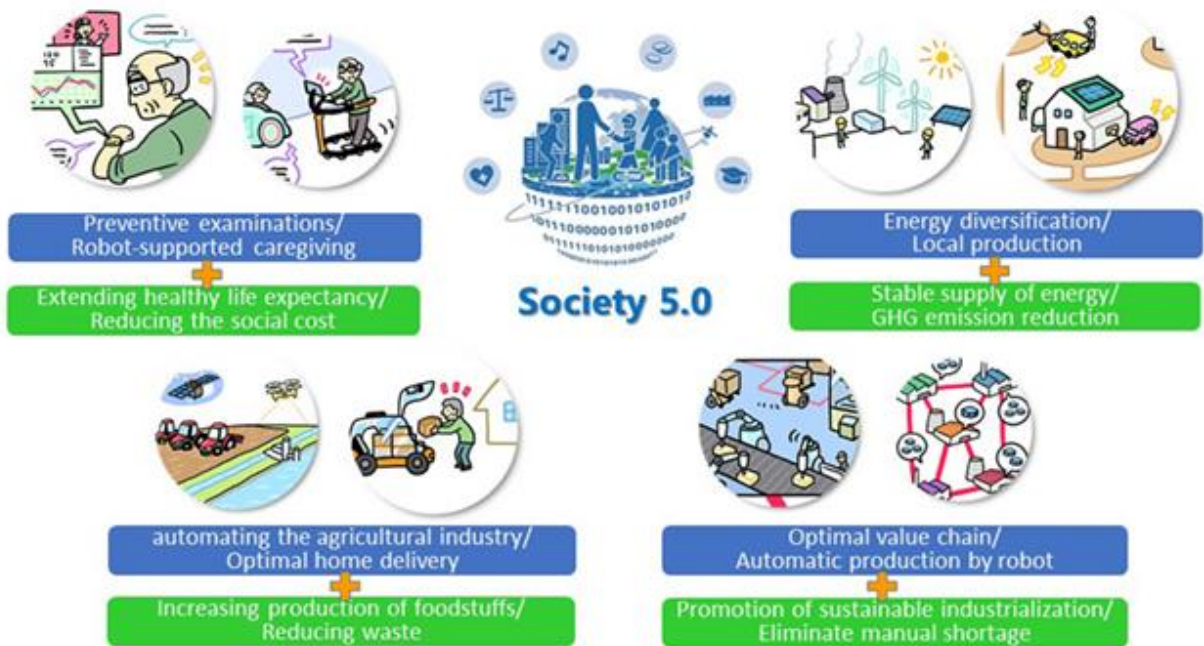 Preventive examinations/
Robot-supported caregiving
Extending healthy life expectancy/
Reducing the social cost
Society 5.0
Energy diversification/
Local production
Stable supply of energy/
GHG emission reduction
automating the agricultural industry/
Optimal home delivery
Increasing production of foodstuffs/
Reducing waste
Optimal value chain/
Automatic production by robot
Promotion of sustainable industrialization/
Eliminate manual shortage